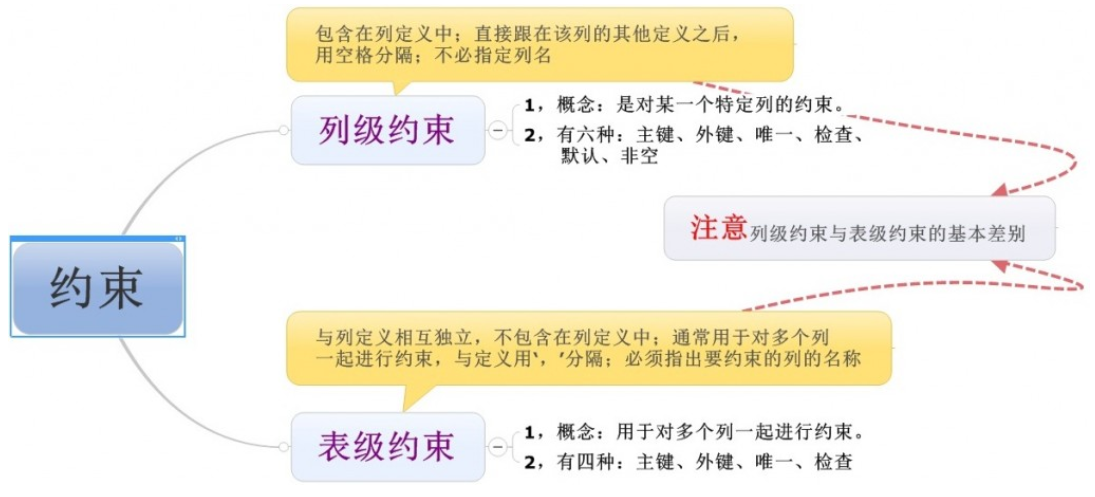 包含在列定义中；直接跟在该列的其他定义之后，
用空格分隔；不必指定列名
列级约束
1，概念：是对某一个特定列的约束。
2，有六种：主键、外键、唯一、检查、
默认、非空
注意 列级约束与表级约束的基本差别
约束
与列定义相互独立，不包含在列定义中；通常用于对多个列
一起进行约束，与定义用‘，’分隔；必须指出要约束的列的名称
表级约束
1，概念：用于对多个列一起进行约束。
2，有四种：主键、外键、唯一、检查